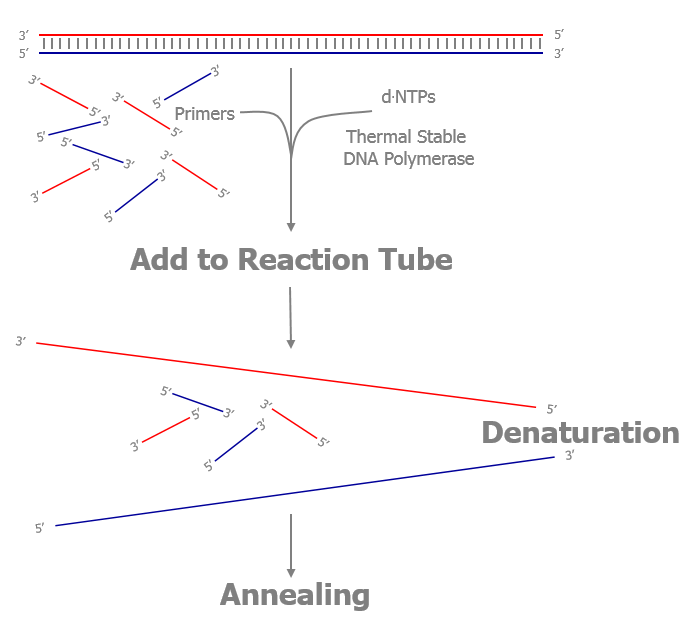 3’ 5’
5’ 3’
3’ 5’
3’ 5’
5’ 3’
Primers
d·NTPs
5’ 3’
5’ 3’
3’ 5’
3’ 5’
5’ 3’
Thermal Stable
DNA Polymerase
Add to Reaction Tube
3’ 5’
5’ 3’
3’ 5’
3’ 5’
5’ 3’
Denaturation
5’ 3’
Annealing